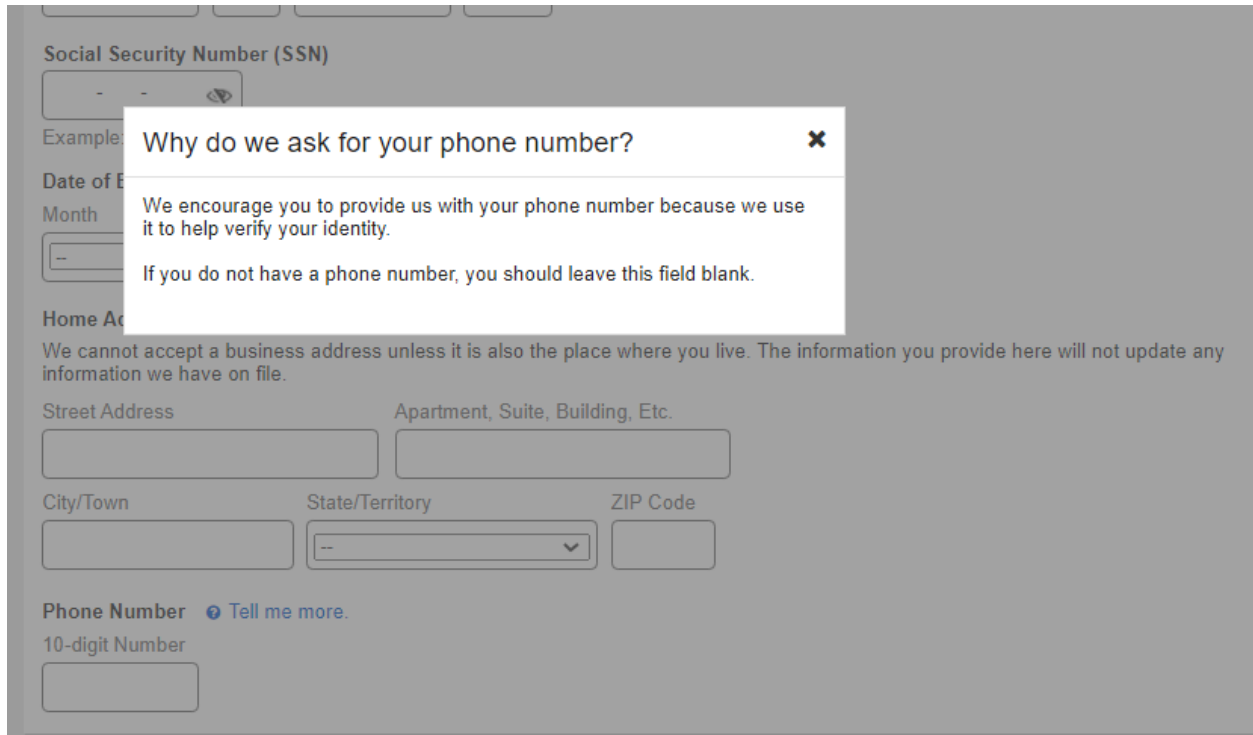 Social Security Number (SSN)
- -
Example:
Why do we ask for your phone number?
Date of
Month
We encourage you to provide us with your phone number because we use
it to help verify your identity.
--
If you do not have a phone number, you should leave this field blank.
Home
We cannot accept a business address unless it is also the place where you live. The information you provide here will not update any
information we have on file.
Street Address Apartment, Suite, Building, Etc.
City/Town State/Territory ZIP Code
--
Phone Number Tell me more.
10-digit Number